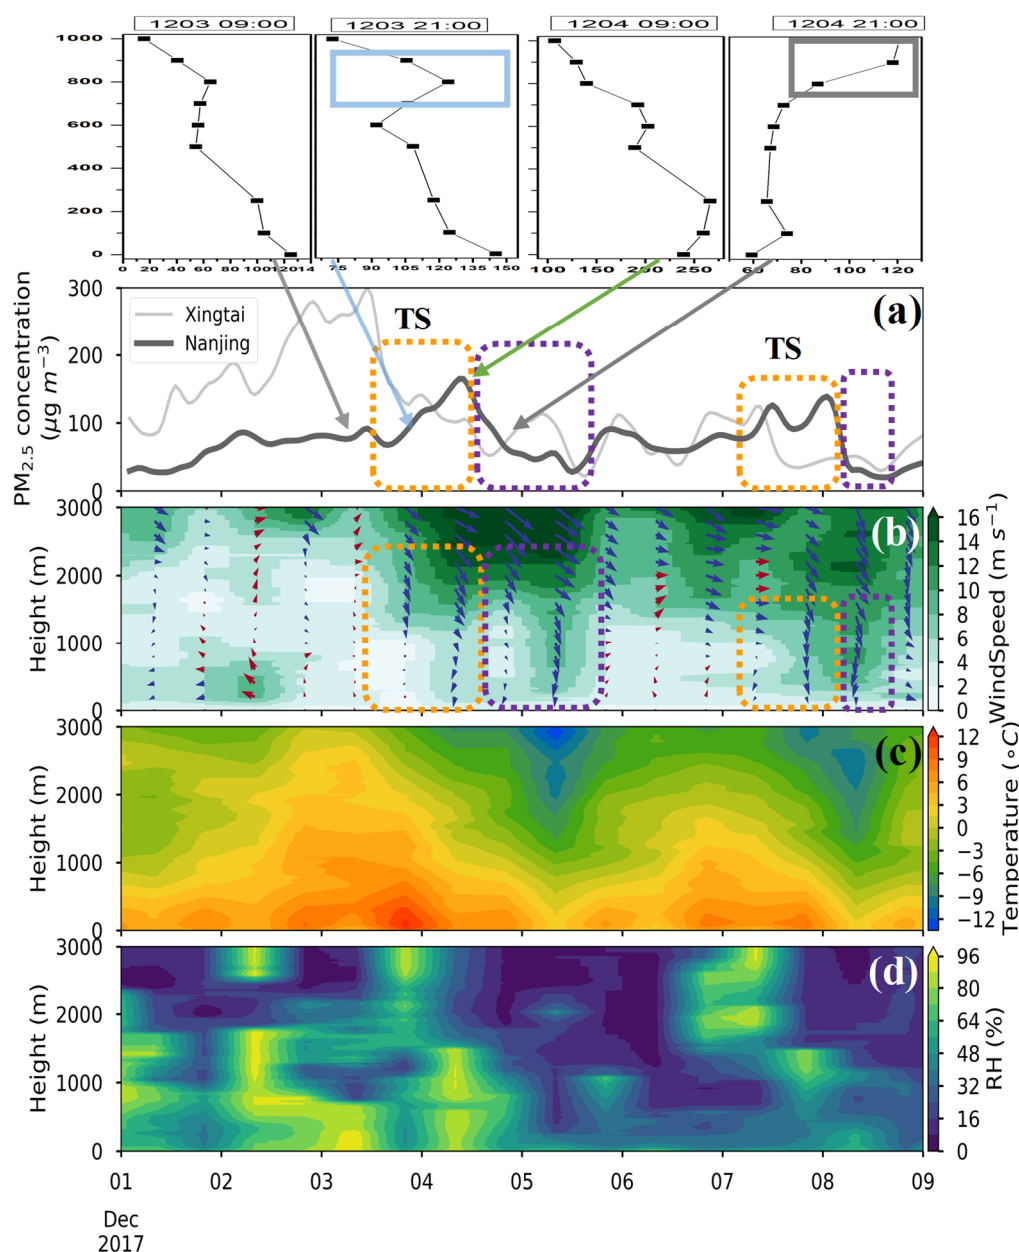 1203 09:00
1203 21:00
1204 09:00
1204 21:00
1000
800
600
400
200
0
0 20 40 60 80 100 12014
75 90 105 120 135 150
100 150 200 250
60 80 100 120
PM2.5 concentration
(μg m−3)
300
200
100
0
Xingtai
Nanjing
TS
TS
(a)
Height (m)
3000
2000
1000
0
(b)
16
14
12
10
8
6
4
2
0
WindSpeed (m s−1)
Height (m)
3000
2000
1000
0
(c)
12
9
6
3
0
−3
−6
−9
−12
Temperature (∘C)
Height (m)
3000
2000
1000
0
(d)
96
80
64
48
32
16
0
RH (%)
01 02 03 04 05 06 07 08 09
Dec
2017